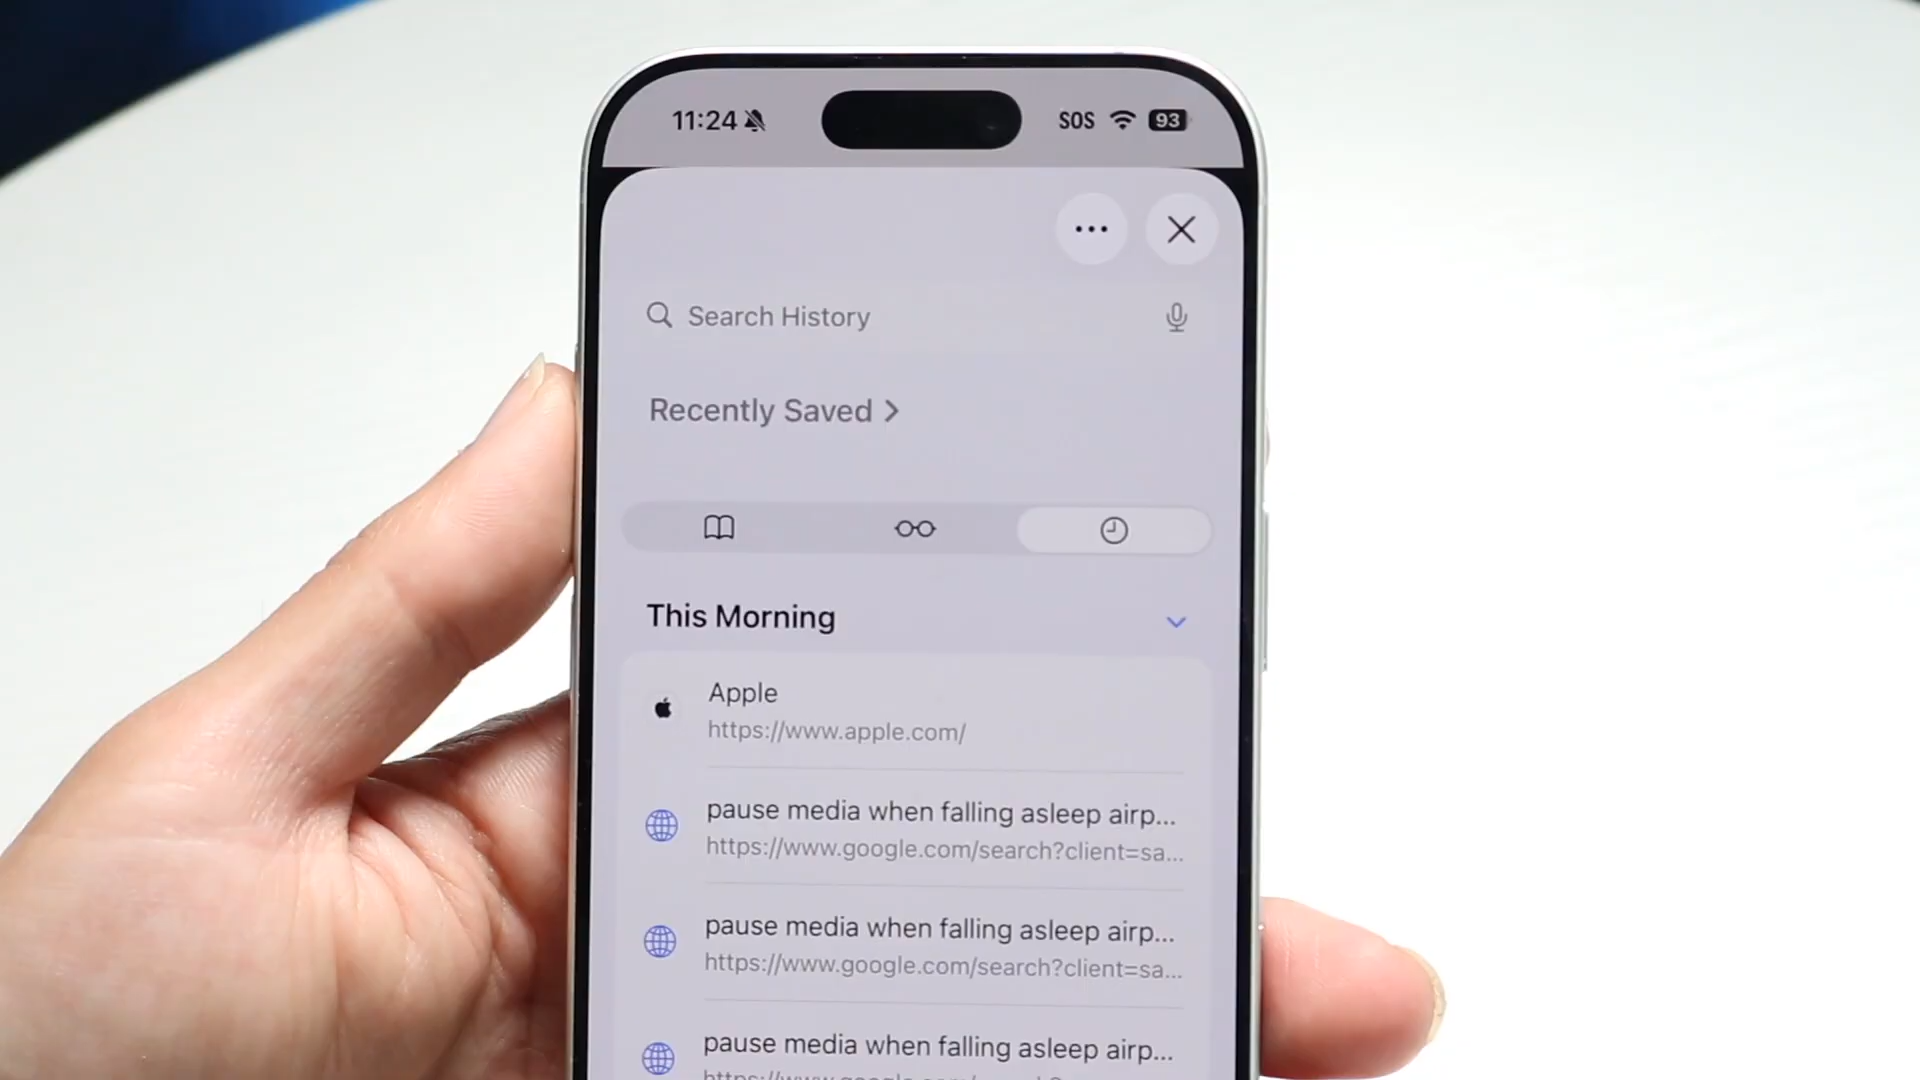 11:24
SOS 93
Search History
Recently Saved
This Morning
Apple
https://www.apple.com/
pause media when falling asleep airp...
https://www.google.com/search?client=sa...
pause media when falling asleep airp...
https://www.google.com/search?client=sa...
pause media when falling asleep airp...